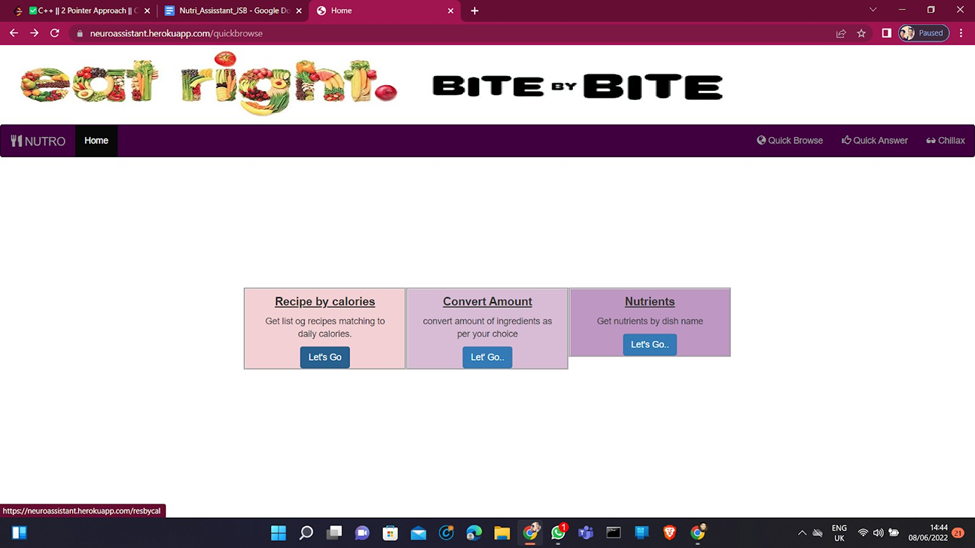 C++ || 2 Pointer Approach || C
Nutri_Assisstant_JSB - Google Do
Home
neuroassistant.herokuapp.com/quickbrowse
Paused
eat right.
BITE BY BITE
NUTRO
Home
Quick Browse
Quick Answer
Chillax
Recipe by calories
Get list og recipes matching to
daily calories.
Let's Go
Convert Amount
convert amount of ingredients as
per your choice
Let' Go..
Nutrients
Get nutrients by dish name
Let's Go..
https://neuroassistant.herokuapp.com/resbycal
1
ENG
UK
14:44
08/06/2022
21